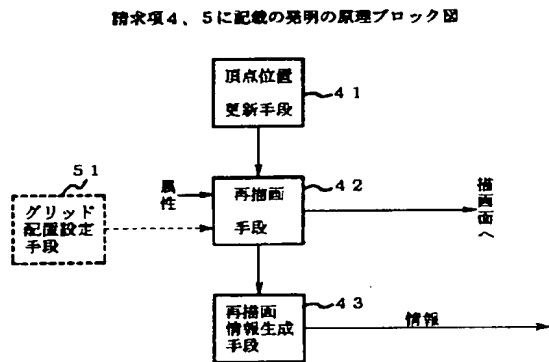 請求項4、5に記載の発明の原理ブロック図
頂点位置
更新手段
41
51
グリッド
配置設定
手段
属性
再描画
手段
42
描画面へ
再描画
情報生成
手段
43
情報